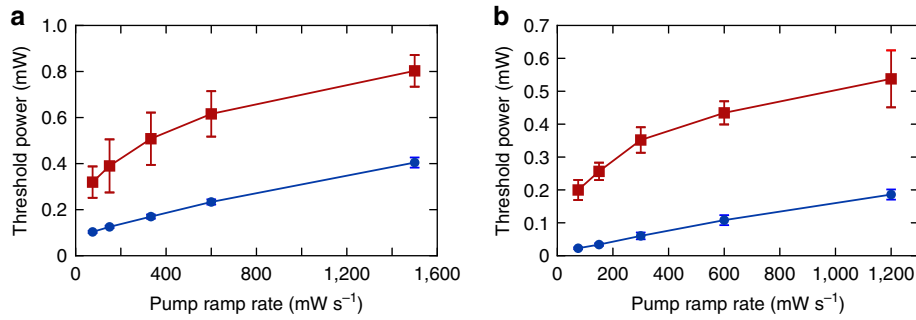 a
1.0
0.8
0.6
0.4
0.2
0
Threshold power (mW)
0 400 800 1,200 1,600
Pump ramp rate (mW s⁻¹)
b
0.7
0.6
0.5
0.4
0.3
0.2
0.1
0
Threshold power (mW)
0 200 400 600 800 1,000 1,200
Pump ramp rate (mW s⁻¹)